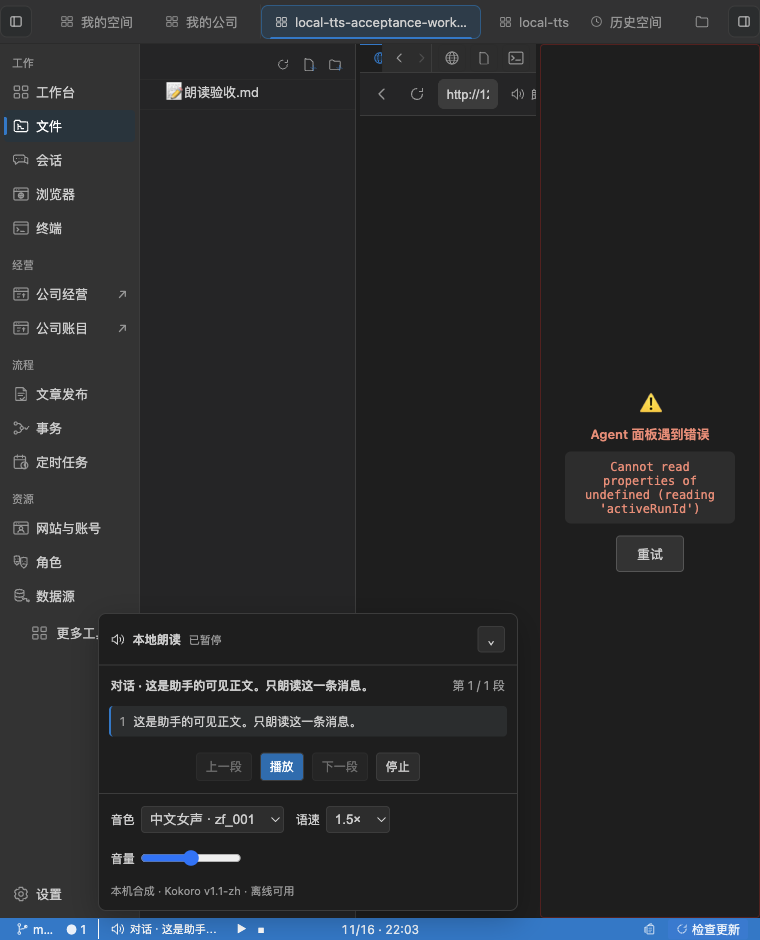 我的空间
我的公司
local-tts-acceptance-work...
local-tts
历史空间
工作
工作台
文件
会话
浏览器
终端
经营
公司经营
公司账目
流程
文章发布
事务
定时任务
资源
网站与账号
角色
数据源
更多工
设置
朗读验收.md
http://12
Agent 面板遇到错误
Cannot read
properties of
undefined (reading
'activeRunId')
重试
本地朗读 已暂停
对话 · 这是助手的可见正文。只朗读这一条消息。 第 1 / 1 段
1 这是助手的可见正文。只朗读这一条消息。
上一段 播放 下一段 停止
音色 中文女声 · zf_001 语速 1.5×
音量
本机合成 · Kokoro v1.1-zh · 离线可用
m... 1 对话 · 这是助手... 11/16 · 22:03 检查更新